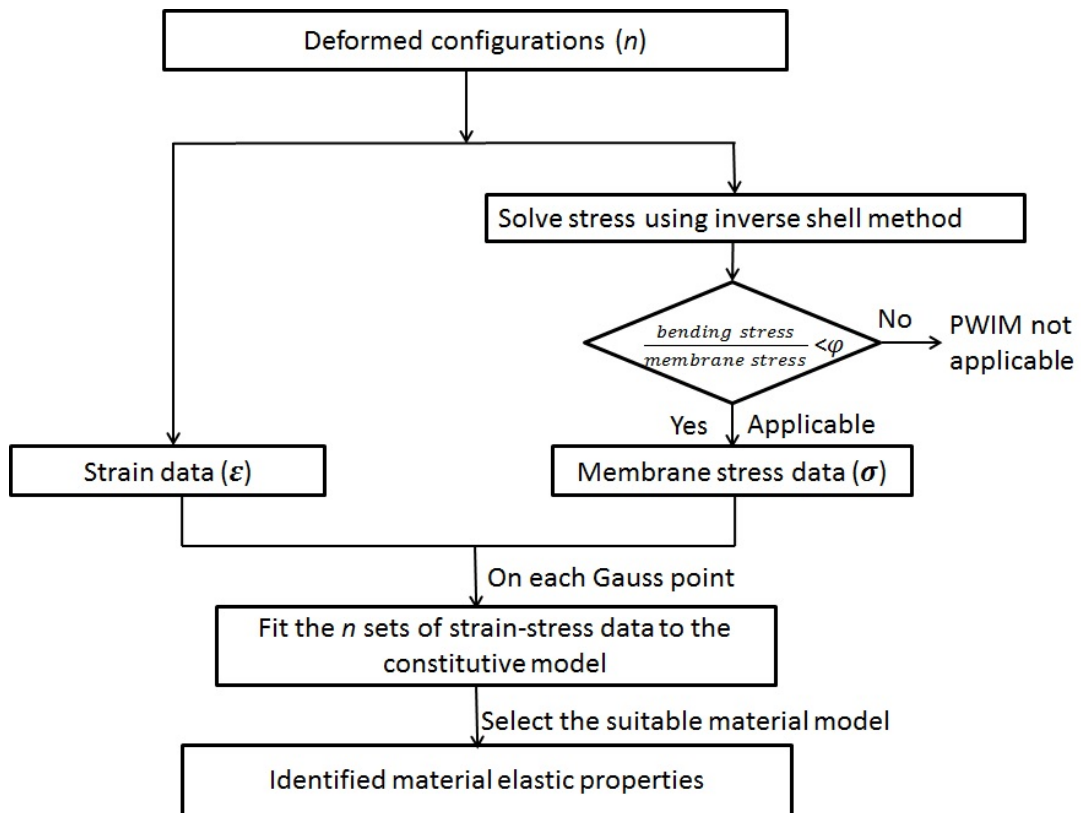 Deformed configurations (n)
Solve stress using inverse shell method
bending stress
membrane stress
<φ
No
PWIM not
applicable
Yes
Applicable
Strain data (ε)
Membrane stress data (σ)
On each Gauss point
Fit the n sets of strain-stress data to the
constitutive model
Select the suitable material model
Identified material elastic properties